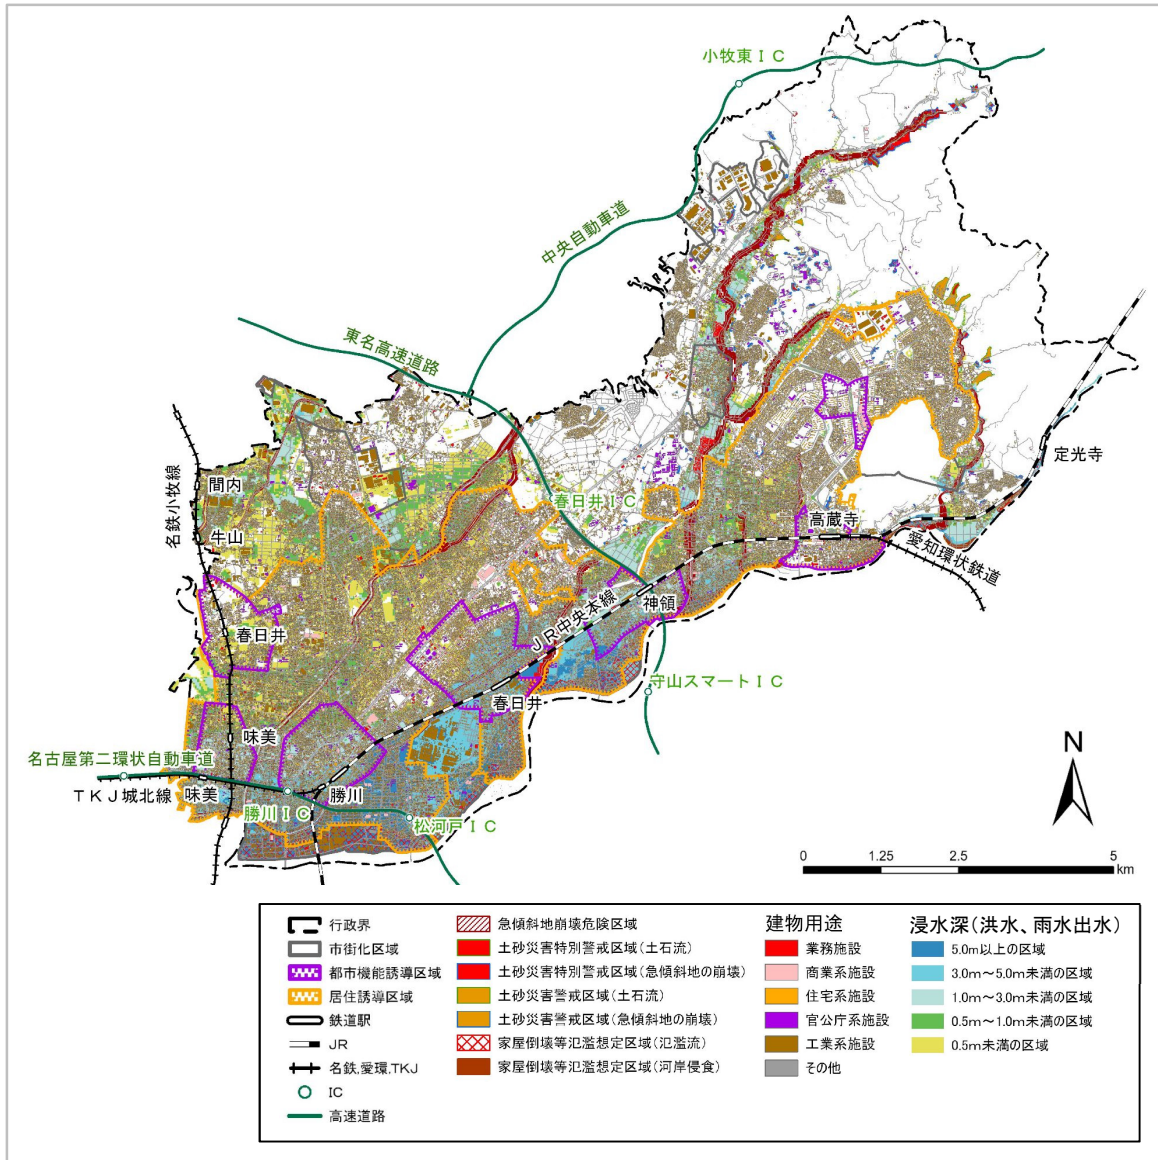 小牧東ＩＣ
中央自動車道
東名高速道路
名鉄小牧線
間内
牛山
春日井ＩＣ
定光寺
高蔵寺
愛知環状鉄道
神領
ＪＲ中央本線
春日井
守山スマートＩＣ
春日井
味美
名古屋第二環状自動車道
ＴＫＪ城北線
味美
勝川
勝川ＩＣ
松河戸ＩＣ
N
0 1.25 2.5 5
km
行政界
市街化区域
都市機能誘導区域
居住誘導区域
鉄道駅
JR
名鉄,愛環,TKJ
IC
高速道路
急傾斜地崩壊危険区域
土砂災害特別警戒区域(土石流)
土砂災害特別警戒区域(急傾斜地の崩壊)
土砂災害警戒区域(土石流)
土砂災害警戒区域(急傾斜地の崩壊)
家屋倒壊等氾濫想定区域(氾濫流)
家屋倒壊等氾濫想定区域(河岸侵食)
建物用途
業務施設
商業系施設
住宅系施設
官公庁系施設
工業系施設
その他
浸水深(洪水、雨水出水)
5.0m以上の区域
3.0m～5.0m未満の区域
1.0m～3.0m未満の区域
0.5m～1.0m未満の区域
0.5m未満の区域